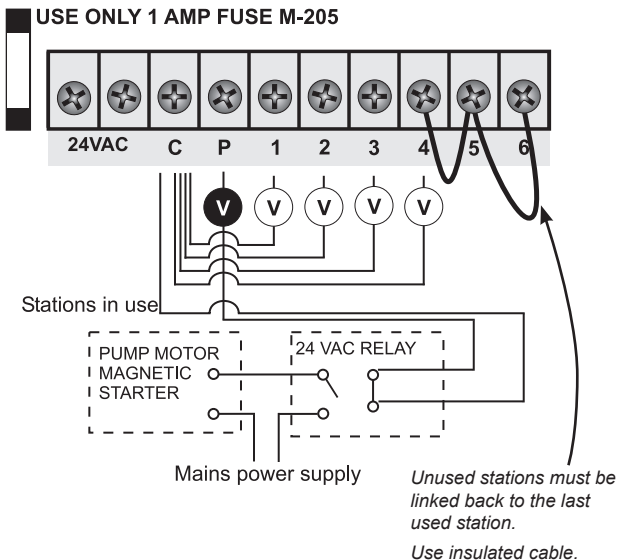 USE ONLY 1 AMP FUSE M-205
24VAC C P 1 2 3 4 5 6
V V V V V
Stations in use
PUMP MOTOR
MAGNETIC
STARTER
24 VAC RELAY
Mains power supply
Unused stations must be
linked back to the last
used station.
Use insulated cable.